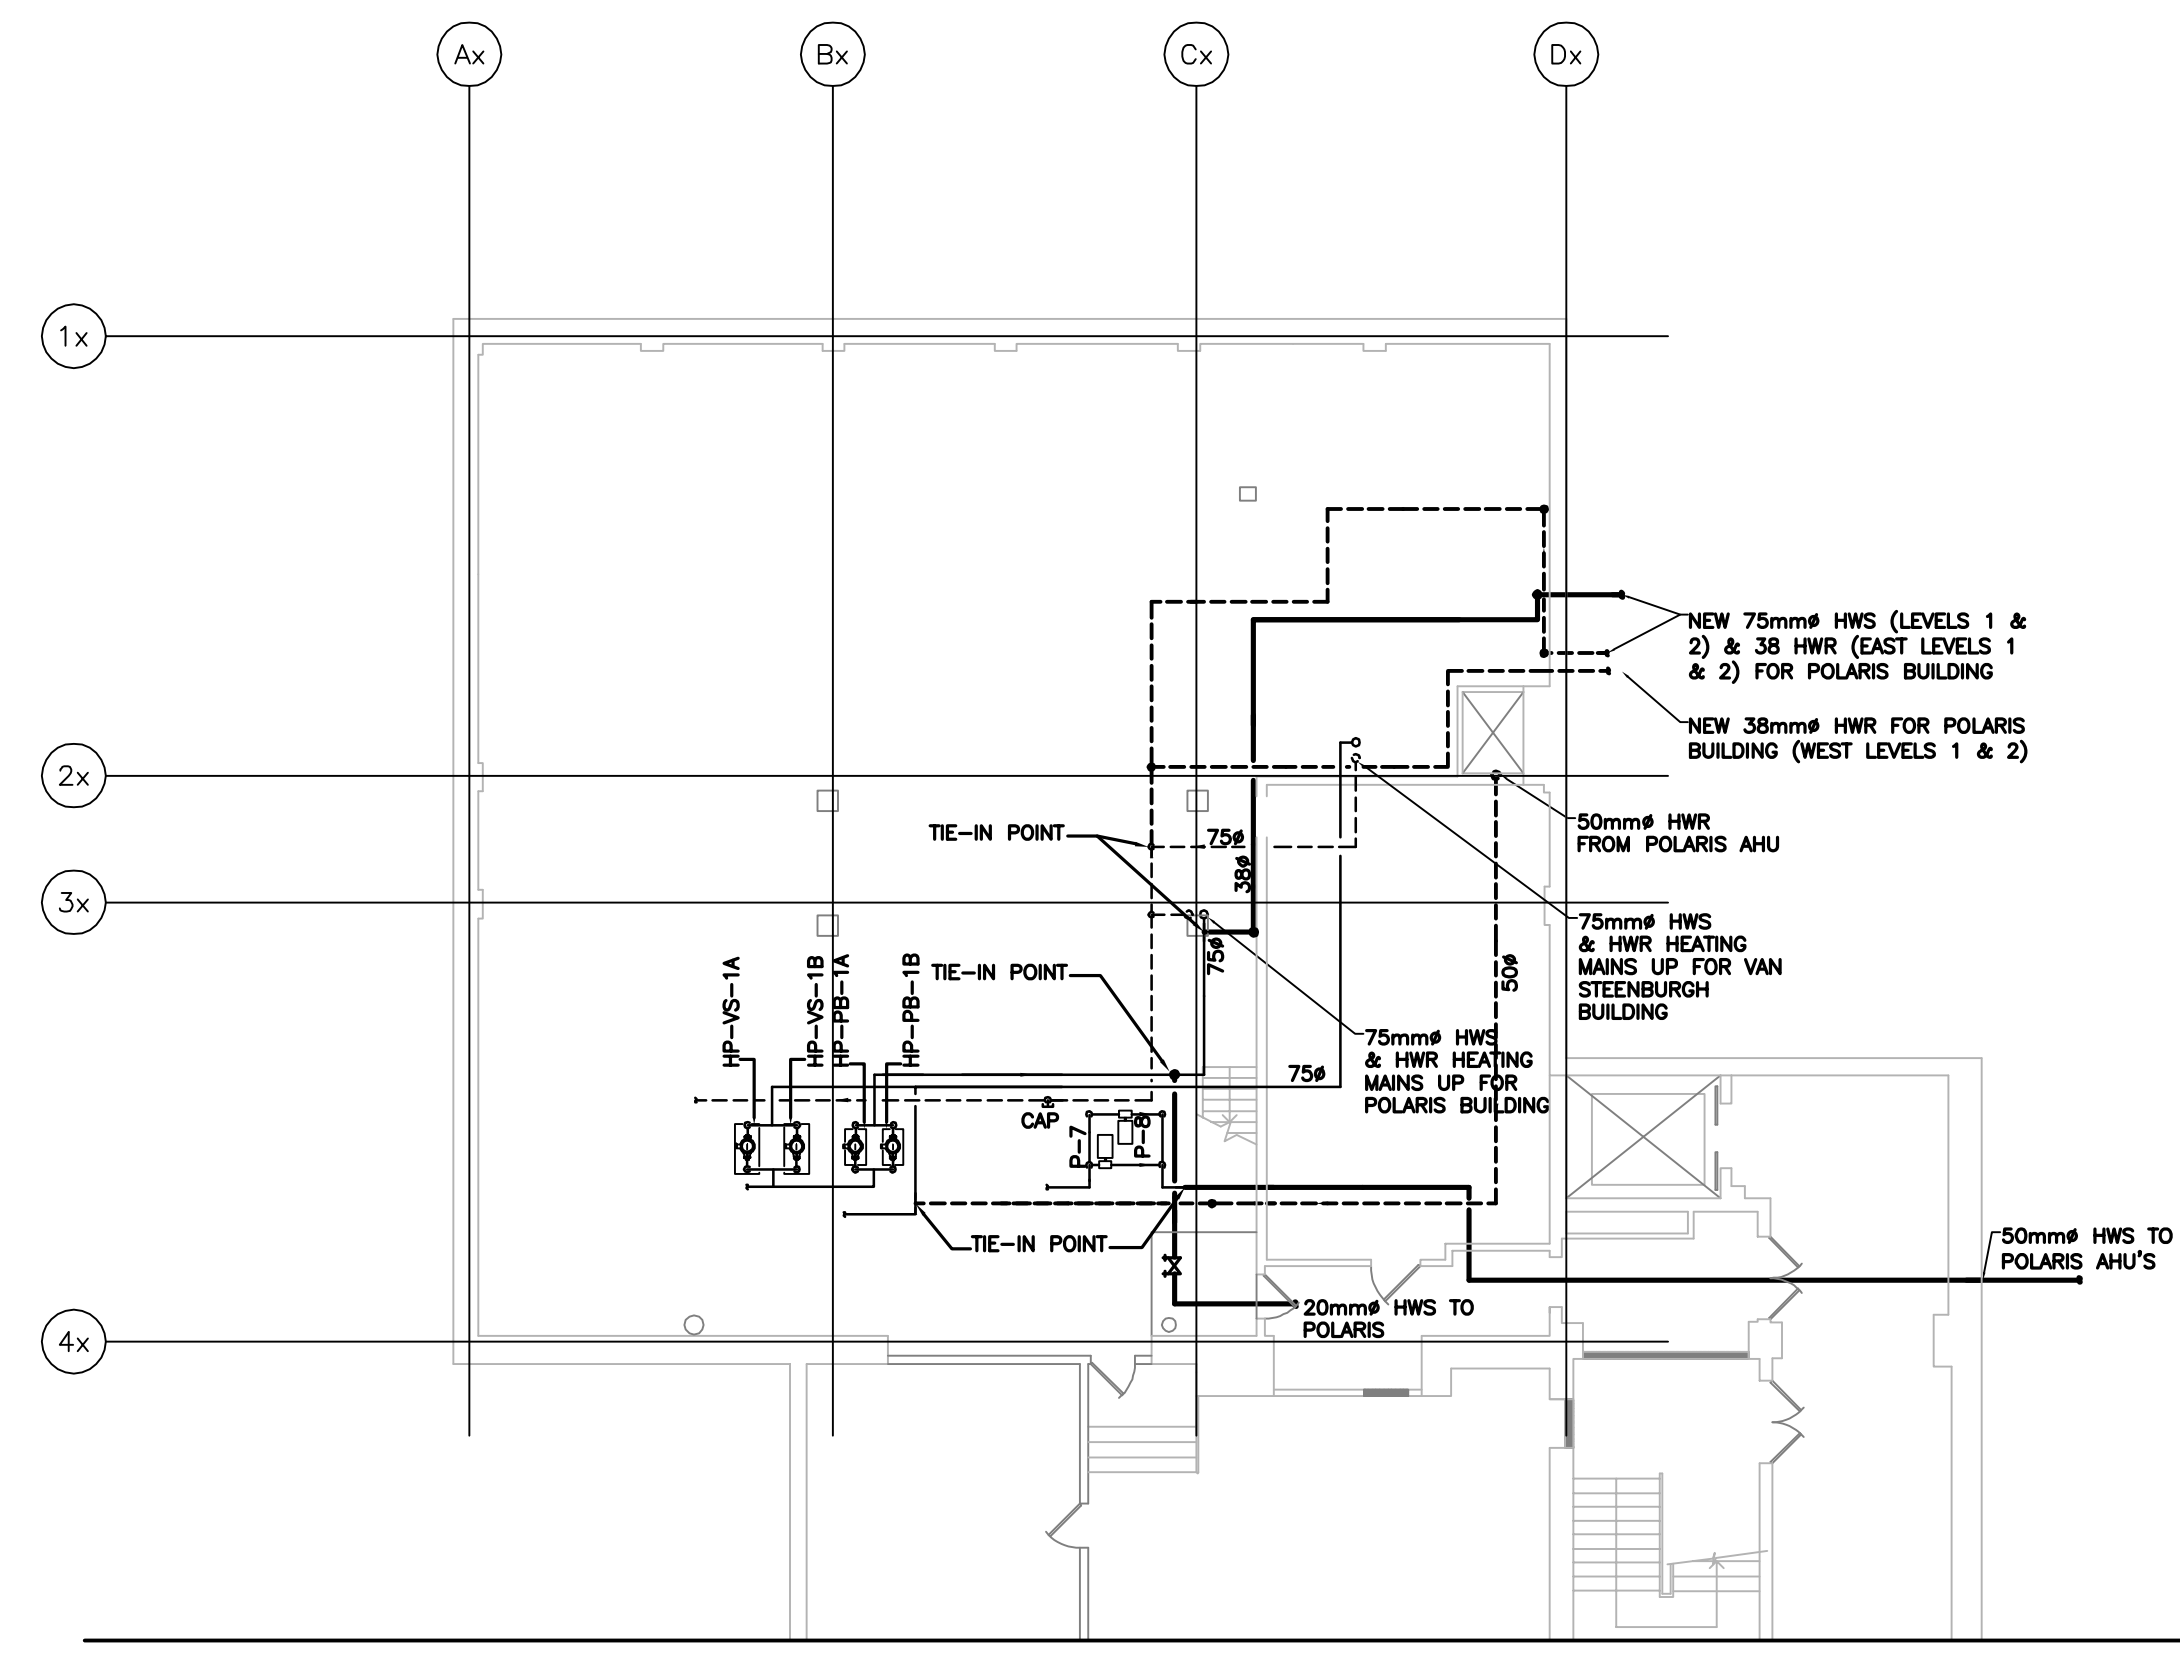 Ax
Bx
Cx
Dx
1x
NEW 75mmø HWS (LEVELS 1 &
2) & 38 HWR (EAST LEVELS 1
& 2) FOR POLARIS BUILDING
NEW 38mmø HWR FOR POLARIS
BUILDING (WEST LEVELS 1 & 2)
2x
TIE-IN POINT
75ø
50mmø HWR
FROM POLARIS AHU
38ø
3x
75mmø HWS
& HWR HEATING
MAINS UP FOR VAN
STEENBURGH
BUILDING
75ø
50ø
HP-VS-1A
HP-VS-1B
HP-PB-1A
HP-PB-1B
TIE-IN POINT
75mmø HWS
& HWR HEATING
MAINS UP FOR
POLARIS BUILDING
75ø
CAP
P-7
P-8
TIE-IN POINT
50mmø HWS TO
POLARIS AHU'S
20mmø HWS TO
POLARIS
4x